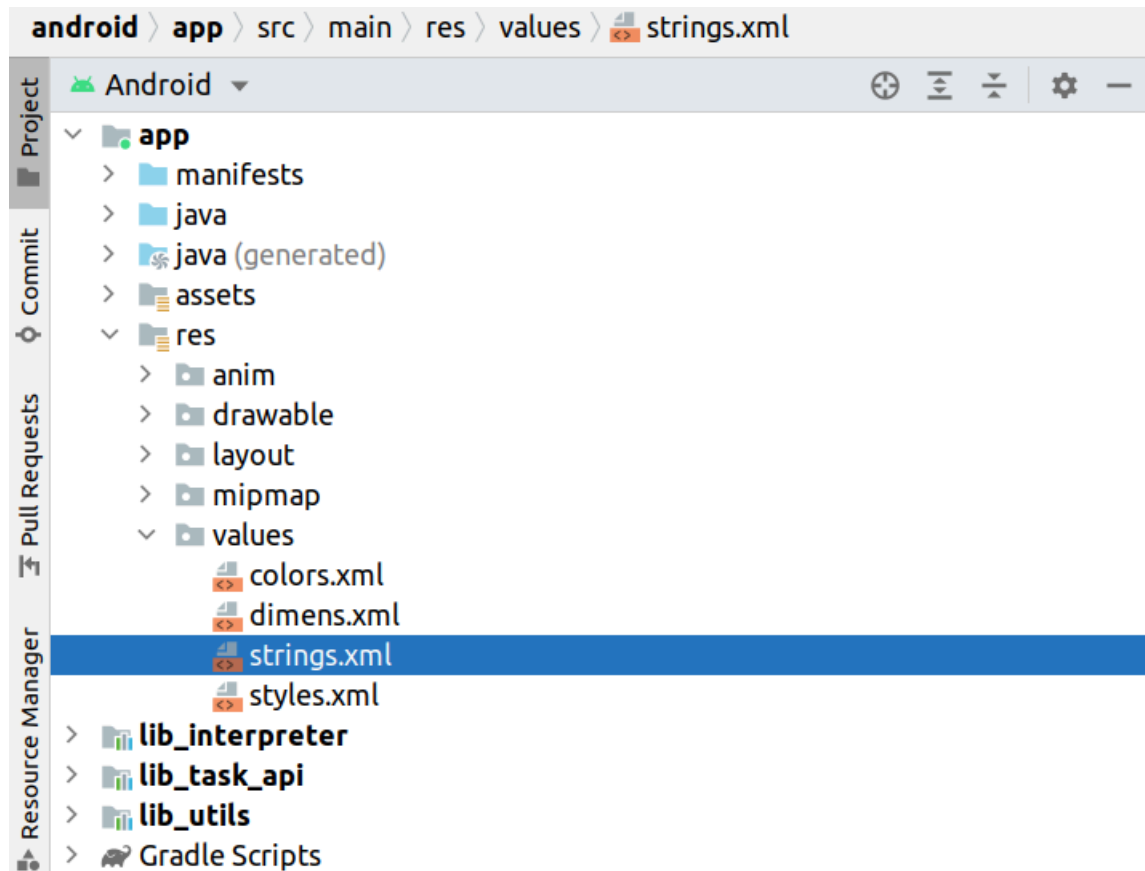 android app src main res values strings.xml
Android
Project
app
manifests
java
java (generated)
Commit
assets
res
anim
drawable
layout
Pull Requests
mipmap
values
colors.xml
dimens.xml
strings.xml
styles.xml
Resource Manager
lib_interpreter
lib_task_api
lib_utils
Gradle Scripts